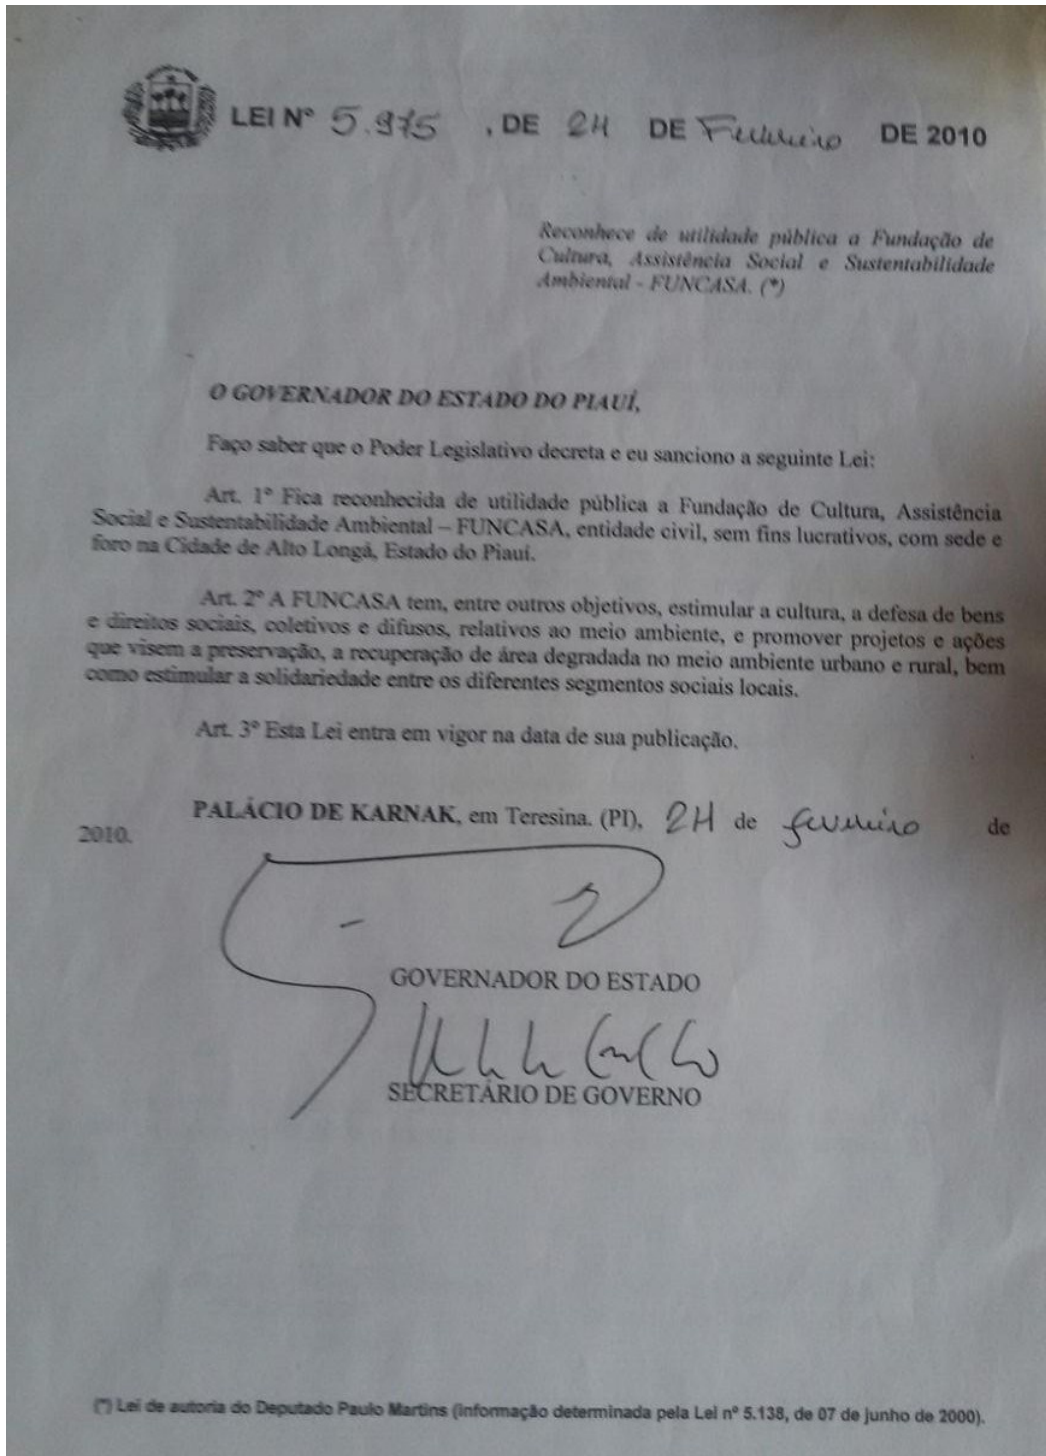 LEI Nº 5.975 , DE 24 DE Fevereiro DE 2010
Reconhece de utilidade pública a Fundação de
Cultura, Assistência Social e Sustentabilidade
Ambiental - FUNCASA. (*)
O GOVERNADOR DO ESTADO DO PIAUÍ,
Faço saber que o Poder Legislativo decreta e eu sanciono a seguinte Lei:
Art. 1º Fica reconhecida de utilidade pública a Fundação de Cultura, Assistência
Social e Sustentabilidade Ambiental – FUNCASA, entidade civil, sem fins lucrativos, com sede e
foro na Cidade de Alto Longá, Estado do Piauí.
Art. 2º A FUNCASA tem, entre outros objetivos, estimular a cultura, a defesa de bens
e direitos sociais, coletivos e difusos, relativos ao meio ambiente, e promover projetos e ações
que visem a preservação, a recuperação de área degradada no meio ambiente urbano e rural, bem
como estimular a solidariedade entre os diferentes segmentos sociais locais.
Art. 3º Esta Lei entra em vigor na data de sua publicação.
PALÁCIO DE KARNAK, em Teresina. (PI), 24 de fevereiro de
2010.
GOVERNADOR DO ESTADO
SECRETÁRIO DE GOVERNO
(*) Lei de autoria do Deputado Paulo Martins (informação determinada pela Lei nº 5.138, de 07 de junho de 2000).